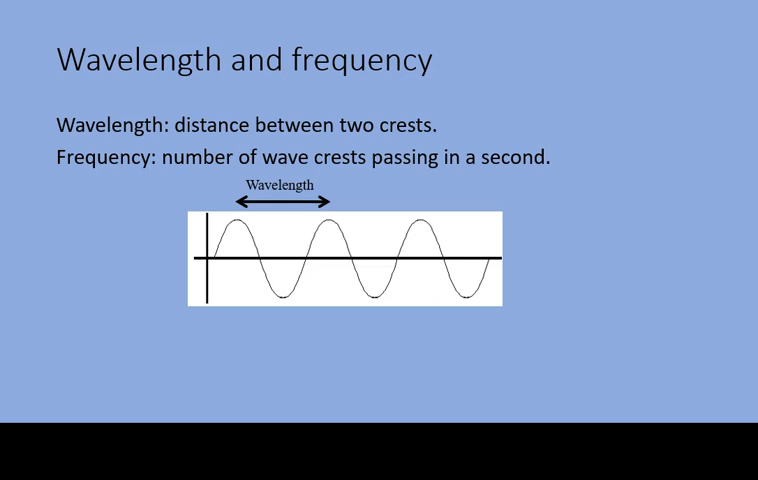 Wavelength and frequency
Wavelength: distance between two crests.
Frequency: number of wave crests passing in a second.
Wavelength